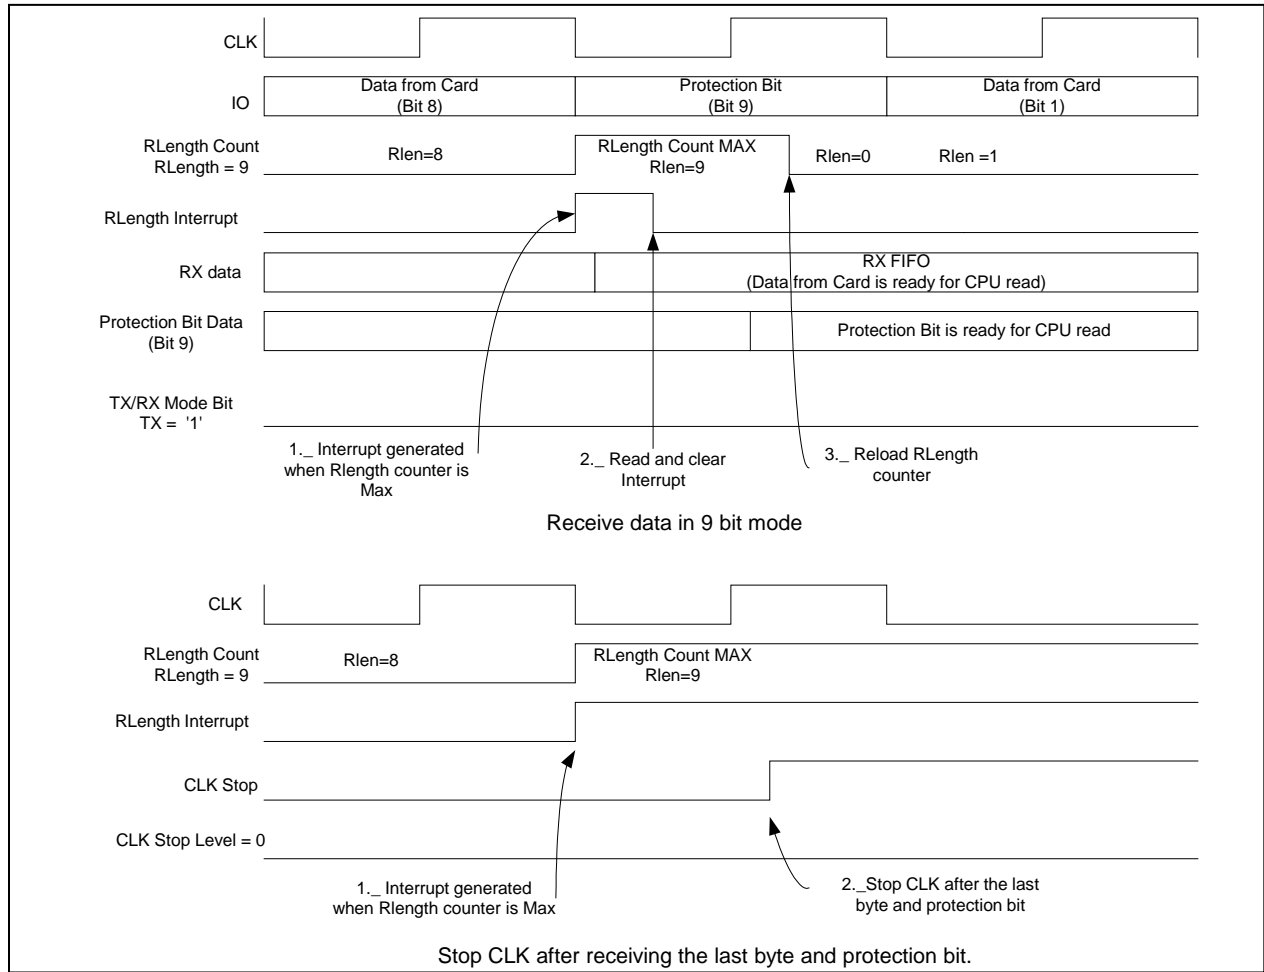 CLK
IO
Data from Card
(Bit 8)
Protection Bit
(Bit 9)
Data from Card
(Bit 1)
RLength Count
RLength = 9
Rlen=8
RLength Count MAX
Rlen=9
Rlen=0
Rlen =1
RLength Interrupt
RX data
RX FIFO
(Data from Card is ready for CPU read)
Protection Bit Data
(Bit 9)
Protection Bit is ready for CPU read
TX/RX Mode Bit
TX = '1'
1._ Interrupt generated
when Rlength counter is
Max
2._ Read and clear
Interrupt
3._ Reload RLength
counter
Receive data in 9 bit mode
CLK
RLength Count
RLength = 9
Rlen=8
RLength Count MAX
Rlen=9
RLength Interrupt
CLK Stop
CLK Stop Level = 0
1._ Interrupt generated
when Rlength counter is Max
2._Stop CLK after the last
byte and protection bit
Stop CLK after receiving the last byte and protection bit.